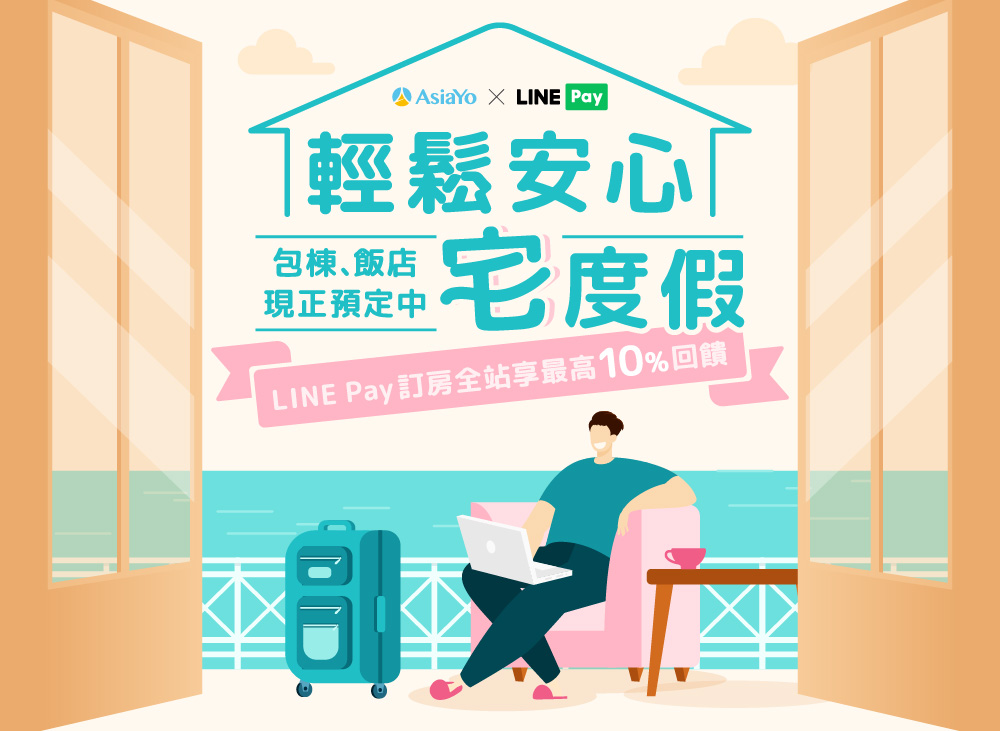 AsiaYo × LINE Pay
輕鬆安心
包棟、飯店
現正預定中
宅度假
LINE Pay訂房全站享最高10%回饋